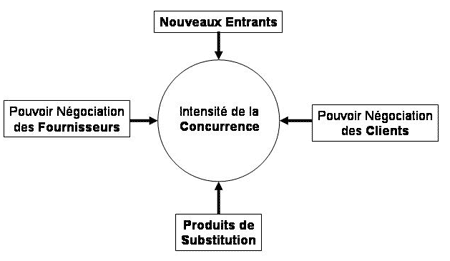 Nouveaux Entrants
Pouvoir Négociation
des Fournisseurs
Intensité de la
Concurrence
Pouvoir Négociation
des Clients
Produits de
Substitution